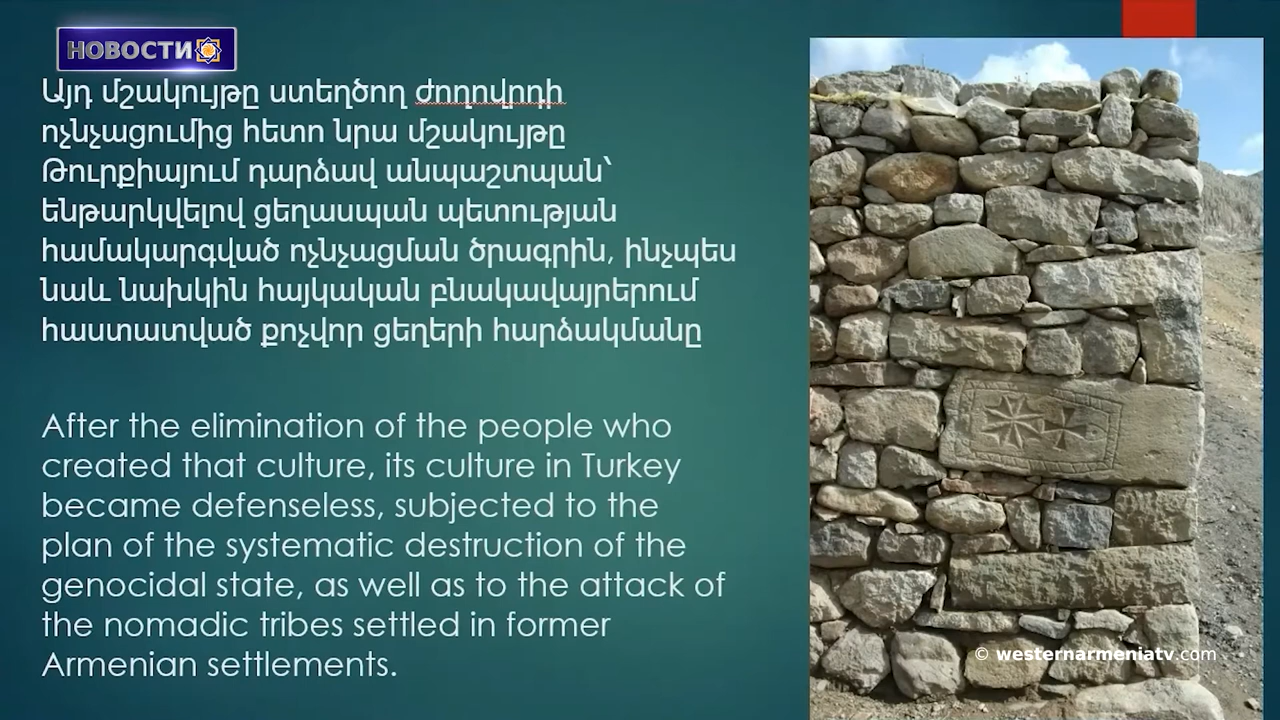 НОВОСТИ
Այդ մշակույթը ստեղծող ժողովրդի
ոչնչացումից հետո նրա մշակույթը
Թուրքիայում դարձավ անպաշտպան՝
ենթարկվելով ցեղասպան պետության
համակարգված ոչնչացման ծրագրին, ինչպես
նաև նախկին հայկական բնակավայրերում
հաստատված քոչվոր ցեղերի հարձակմանը
After the elimination of the people who
created that culture, its culture in Turkey
became defenseless, subjected to the
plan of the systematic destruction of the
genocidal state, as well as to the attack of
the nomadic tribes settled in former
Armenian settlements.
© westernarmeniatv.com